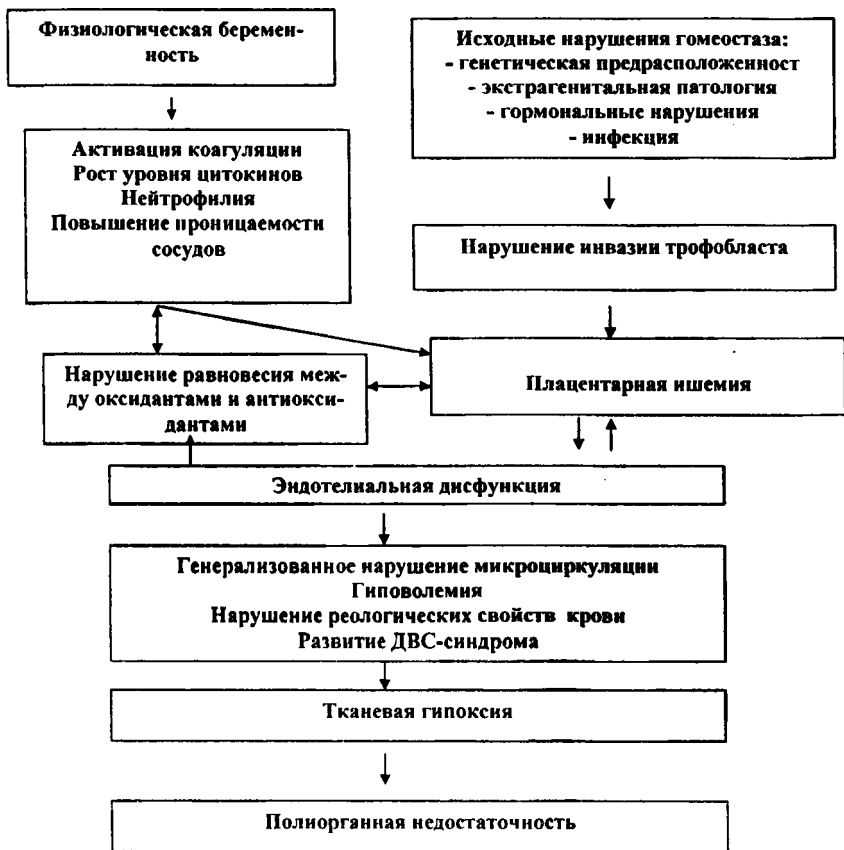 Физиологическая беремен-
ность
Исходные нарушения гомеостаза:
- генетическая предрасположенност
- экстрагенитальная патология
- гормональные нарушения
- инфекция
Активация коагуляции
Рост уровня цитокинов
Нейтрофилия
Повышение проницаемости
сосудов
Нарушение инвазии трофобласта
Нарушение равновесия меж-
ду оксидантами и антиокси-
дантами
Плацентарная ишемия
Эндотелиальная дисфункция
Генерализованное нарушение микроциркуляции
Гиповолемия
Нарушение реологических свойств крови
Развитие ДВС-синдрома
Тканевая гипоксия
Полиорганная недостаточность